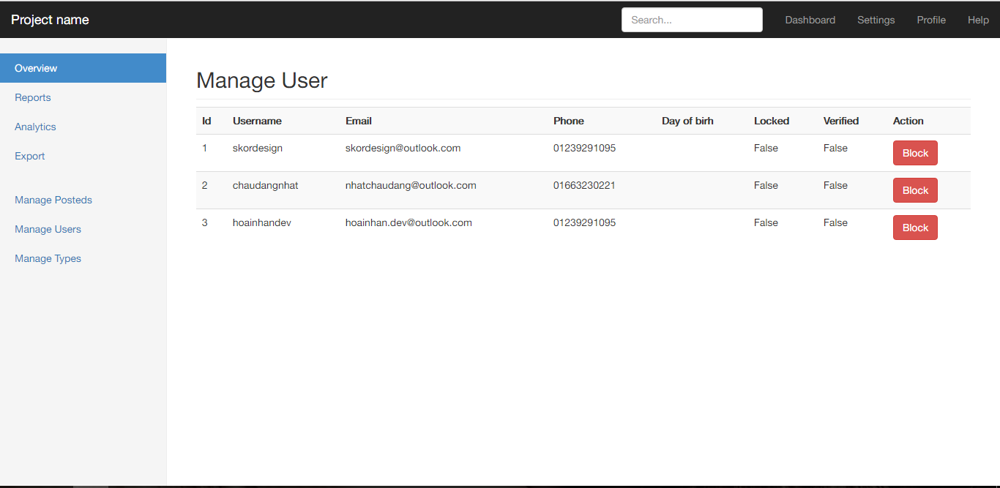 Project name Search... Dashboard Settings Profile Help
Overview
Reports
Analytics
Export
Manage Posteds
Manage Users
Manage Types
Manage User
Id Username Email Phone Day of birh Locked Verified Action
1 skordesign skordesign@outlook.com 01239291095 False False Block
2 chaudangnhat nhatchaudang@outlook.com 01663230221 False False Block
3 hoainhandev hoainhan.dev@outlook.com 01239291095 False False Block